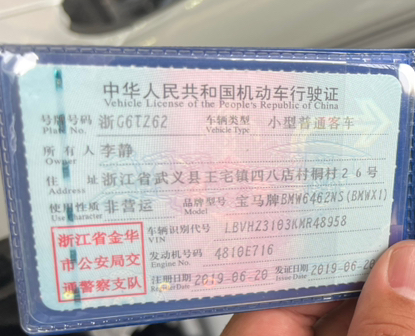 中华人民共和国机动车行驶证
Vehicle License of the People's Republic of China
号牌号码 浙G6TZ62 车辆类型 小型普通客车
Plate No. Vehicle Type
所有人 李静
Owner
住址 浙江省武义县王宅镇四八店村桐村26号
Address
使用性质 非营运 品牌型号 宝马牌BMW6462NS(BMWX1)
Use Character Model
浙江省金华 车辆识别代号 LBVHZ3103KMR48958
市公安局交 VIN
通警察支队 发动机号码 4810E716
Engine No.
注册日期 2019-06-20 发证日期 2019-06-20
Register Date Issue Date